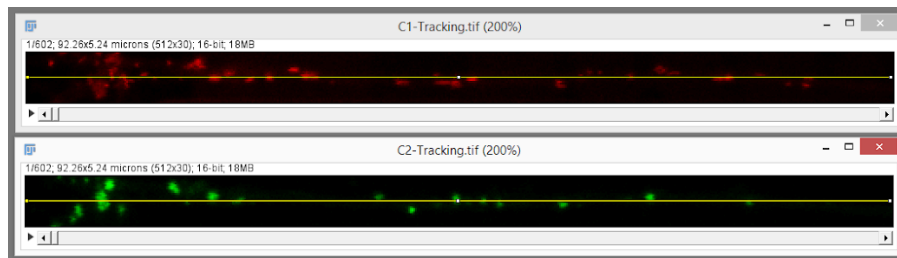 C1-Tracking.tif (200%)
1/602; 92.26x5.24 microns (512x30); 16-bit; 18MB
C2-Tracking.tif (200%)
1/602; 92.26x5.24 microns (512x30); 16-bit; 18MB